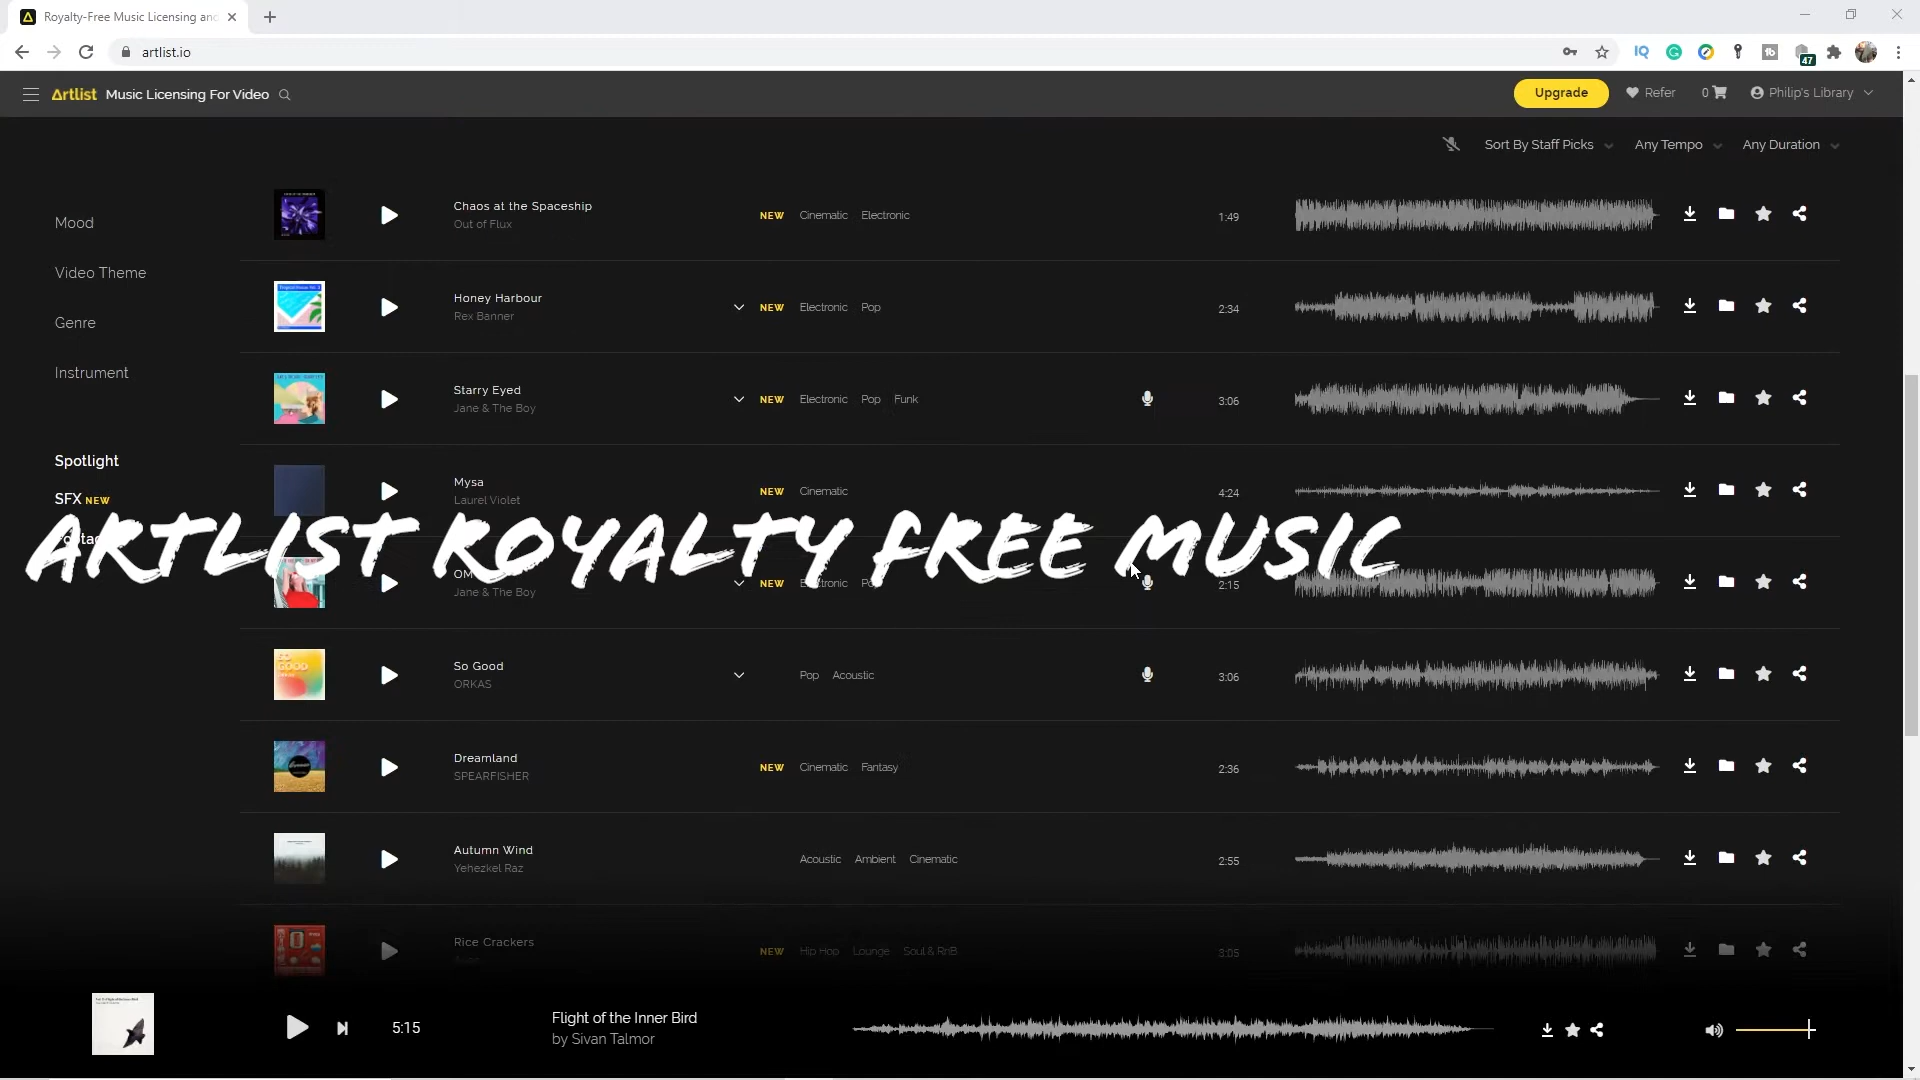 Royalty-Free Music Licensing and
artlist.io
47
Artlist Music Licensing For Video
Upgrade
Refer
0
Philip's Library
Sort By Staff Picks
Any Tempo
Any Duration
Mood
Video Theme
Genre
Instrument
Spotlight
SFX NEW
Chaos at the Spaceship
Out of Flux
NEW Cinematic Electronic
1:49
Honey Harbour
Rex Banner
NEW Electronic Pop
2:34
Starry Eyed
Jane & The Boy
NEW Electronic Pop Funk
3:06
Mysa
Laurel Violet
NEW Cinematic
4:24
ARTLIST ROYALTY FREE MUSIC
OM
Jane & The Boy
NEW
2:15
So Good
ORKAS
Pop Acoustic
3:06
Dreamland
SPEARFISHER
NEW Cinematic Fantasy
2:36
Autumn Wind
Yehezkel Raz
Acoustic Ambient Cinematic
2:55
Rice Crackers
NEW Hip Hop Lounge Soul & RnB
3:05
5:15
Flight of the Inner Bird
by Sivan Talmor